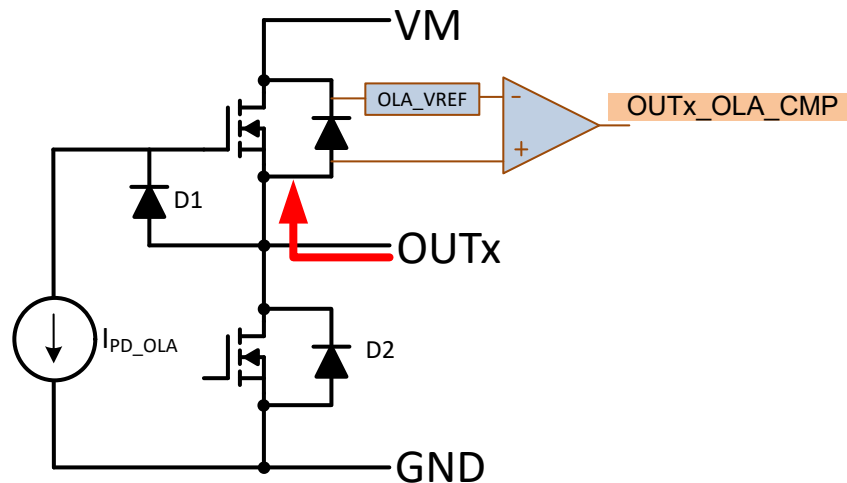 VM
OLA_VREF
-
OUTx_OLA_CMP
+
D1
OUTx
IPD_OLA
D2
GND